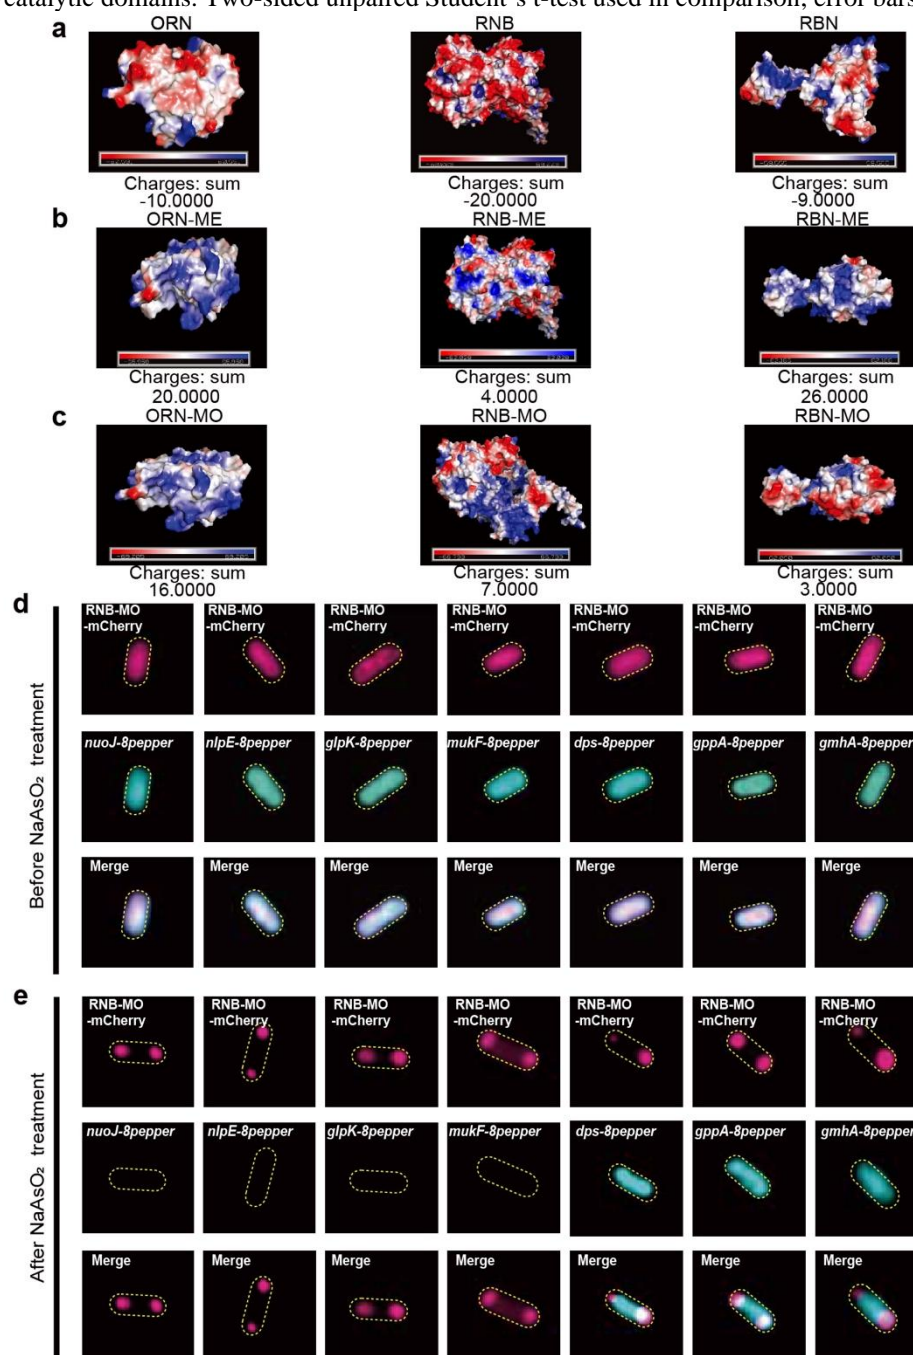 catalytic domains. Two-sided unpaired Student's t-test used in comparison, error bars
a
ORN RNB RBN
Charges: sum Charges: sum Charges: sum
-10.0000 -20.0000 -9.0000
b
ORN-ME RNB-ME RBN-ME
Charges: sum Charges: sum Charges: sum
20.0000 4.0000 26.0000
c
ORN-MO RNB-MO RBN-MO
Charges: sum Charges: sum Charges: sum
16.0000 7.0000 3.0000
d
Before NaAsO₂ treatment
RNB-MO RNB-MO RNB-MO RNB-MO RNB-MO RNB-MO RNB-MO
-mCherry -mCherry -mCherry -mCherry -mCherry -mCherry -mCherry
nuoJ-8pepper nlpE-8pepper glpK-8pepper mukF-8pepper dps-8pepper gppA-8pepper gmhA-8pepper
Merge Merge Merge Merge Merge Merge Merge
e
After NaAsO₂ treatment
RNB-MO RNB-MO RNB-MO RNB-MO RNB-MO RNB-MO RNB-MO
-mCherry -mCherry -mCherry -mCherry -mCherry -mCherry -mCherry
nuoJ-8pepper nlpE-8pepper glpK-8pepper mukF-8pepper dps-8pepper gppA-8pepper gmhA-8pepper
Merge Merge Merge Merge Merge Merge Merge